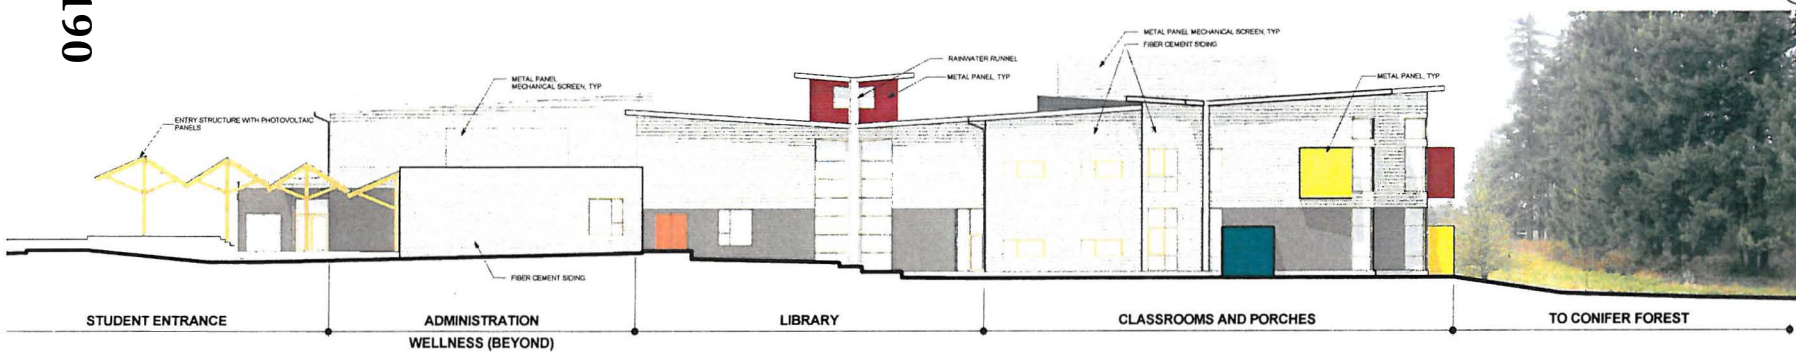 190
METAL PANEL MECHANICAL SCREEN, TYP
FIBER CEMENT SIDING
RAINWATER RUNNEL
METAL PANEL, TYP
METAL PANEL, TYP
METAL PANEL
MECHANICAL SCREEN, TYP
ENTRY STRUCTURE WITH PHOTOVOLTAIC
PANELS
FIBER CEMENT SIDING
STUDENT ENTRANCE
ADMINISTRATION
WELLNESS (BEYOND)
LIBRARY
CLASSROOMS AND PORCHES
TO CONIFER FOREST